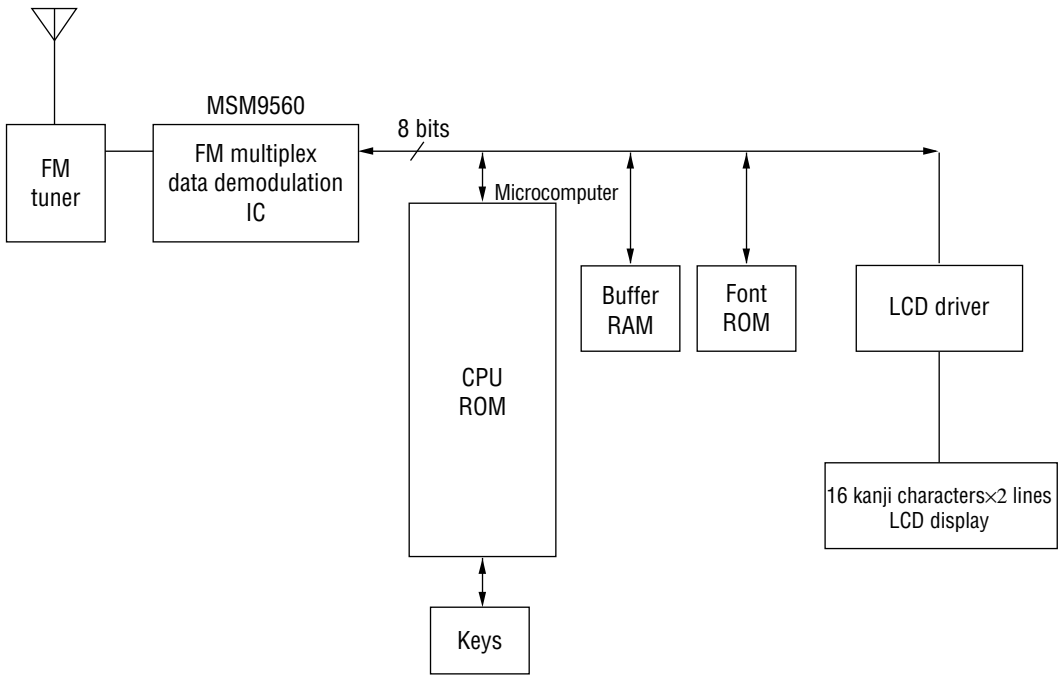 MSM9560
8 bits
FM
tuner
FM multiplex
data demodulation
IC
Microcomputer
CPU
ROM
Buffer
RAM
Font
ROM
LCD driver
16 kanji characters×2 lines
LCD display
Keys